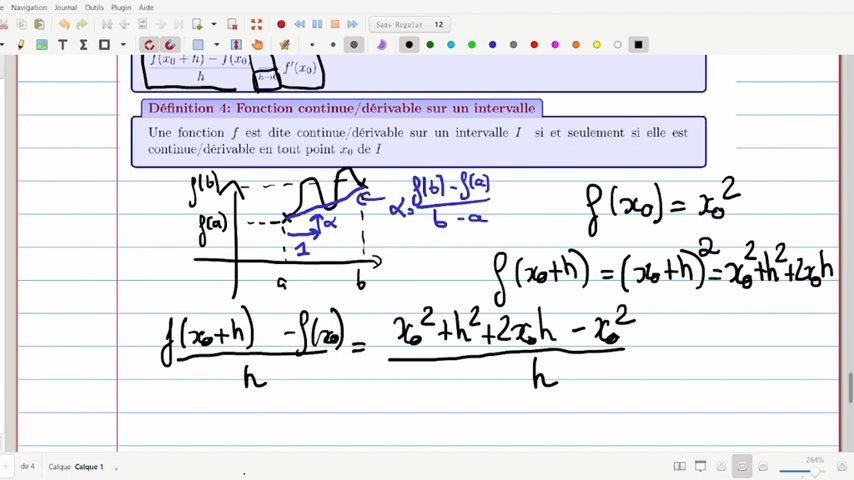 Navigation Journal Outils Plugin Aide
Sans Regular 12
f(x₀ + h) − f(x₀)
h
h→0
f′(x₀)
Définition 4: Fonction continue/dérivable sur un intervalle
Une fonction f est dite continue/dérivable sur un intervalle I si et seulement si elle est
continue/dérivable en tout point x₀ de I
f(b)
f(a)
α
1
a
b
α = (f(b) − f(a)) / (b − a)
f(x₀) = x₀²
f(x₀+h) = (x₀+h)² = x₀²+h²+2x₀h
(f(x₀+h) − f(x₀)) / h = (x₀²+h²+2x₀h − x₀²) / h
de 4 Calque Calque 1 284%